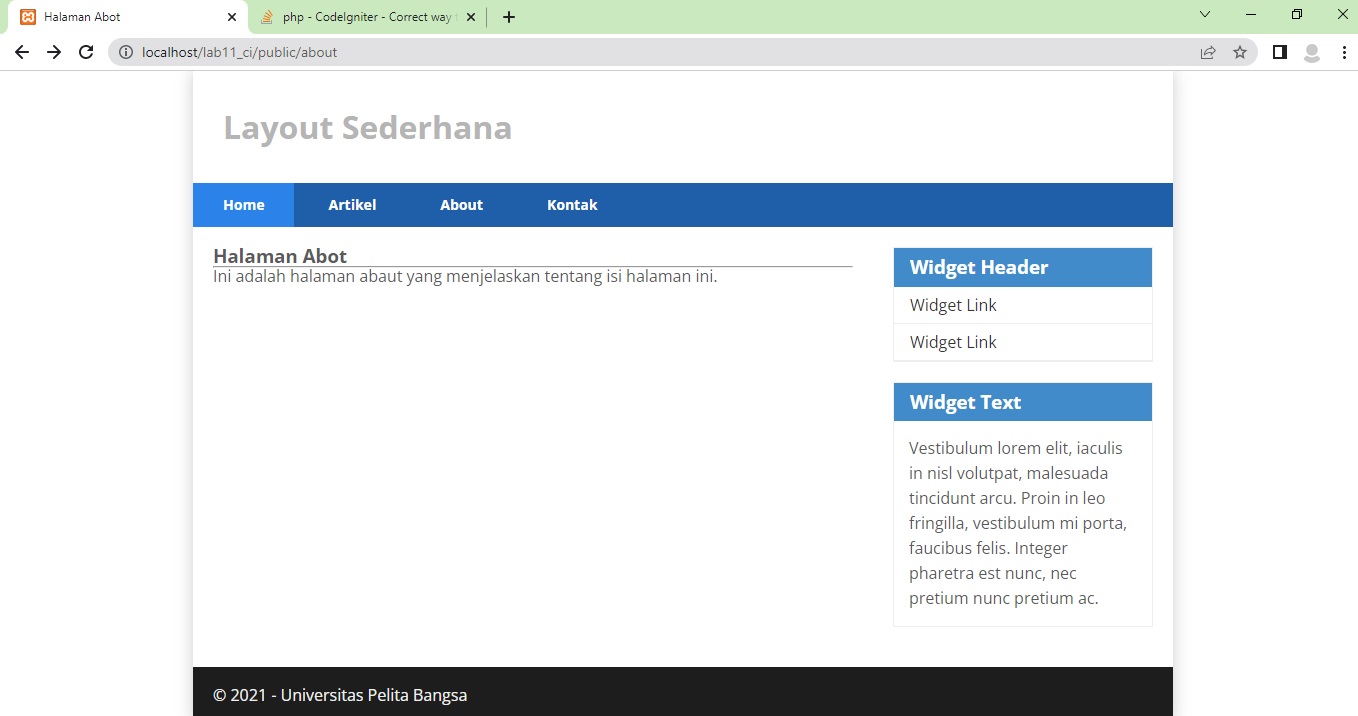 Halaman Abot
php - CodeIgniter - Correct way
localhost/lab11_ci/public/about
Layout Sederhana
Home Artikel About Kontak
Halaman Abot
Ini adalah halaman abaut yang menjelaskan tentang isi halaman ini.
Widget Header
Widget Link
Widget Link
Widget Text
Vestibulum lorem elit, iaculis
in nisl volutpat, malesuada
tincidunt arcu. Proin in leo
fringilla, vestibulum mi porta,
faucibus felis. Integer
pharetra est nunc, nec
pretium nunc pretium ac.
© 2021 - Universitas Pelita Bangsa